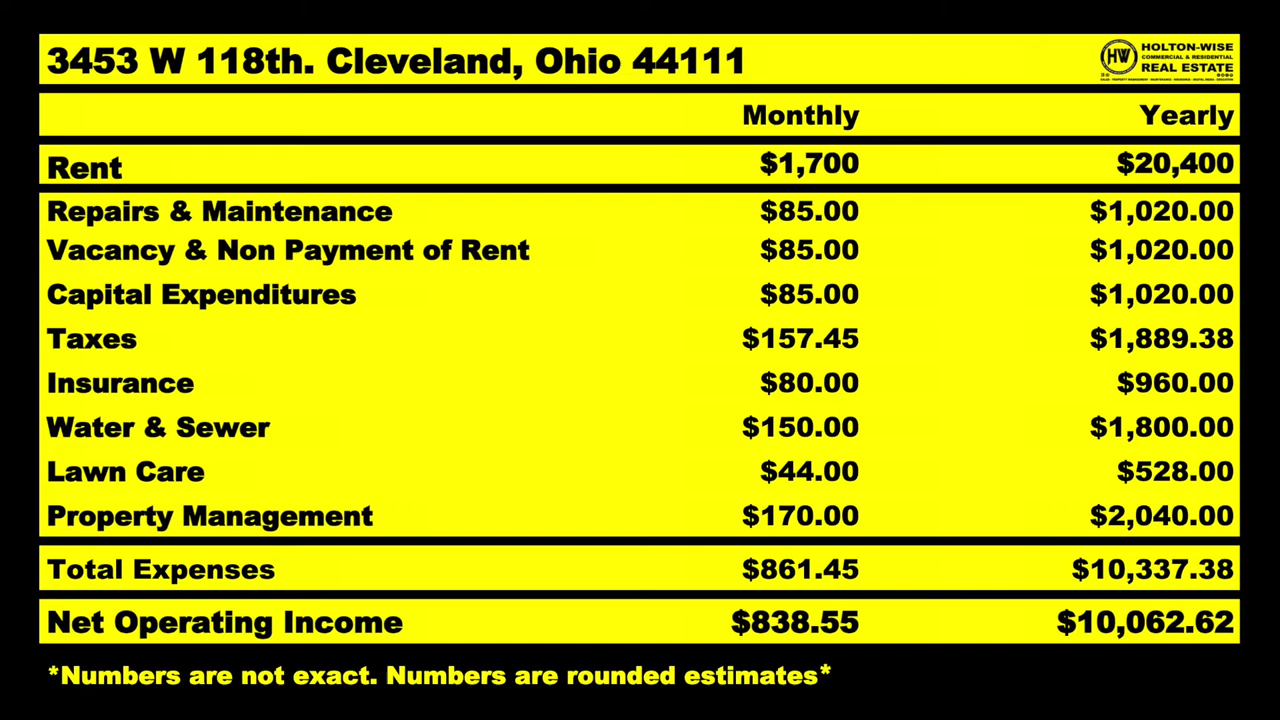 3453 W 118th. Cleveland, Ohio 44111
HW
HOLTON-WISE
COMMERCIAL & RESIDENTIAL
REAL ESTATE
Monthly Yearly
Rent $1,700 $20,400
Repairs & Maintenance $85.00 $1,020.00
Vacancy & Non Payment of Rent $85.00 $1,020.00
Capital Expenditures $85.00 $1,020.00
Taxes $157.45 $1,889.38
Insurance $80.00 $960.00
Water & Sewer $150.00 $1,800.00
Lawn Care $44.00 $528.00
Property Management $170.00 $2,040.00
Total Expenses $861.45 $10,337.38
Net Operating Income $838.55 $10,062.62
*Numbers are not exact. Numbers are rounded estimates*